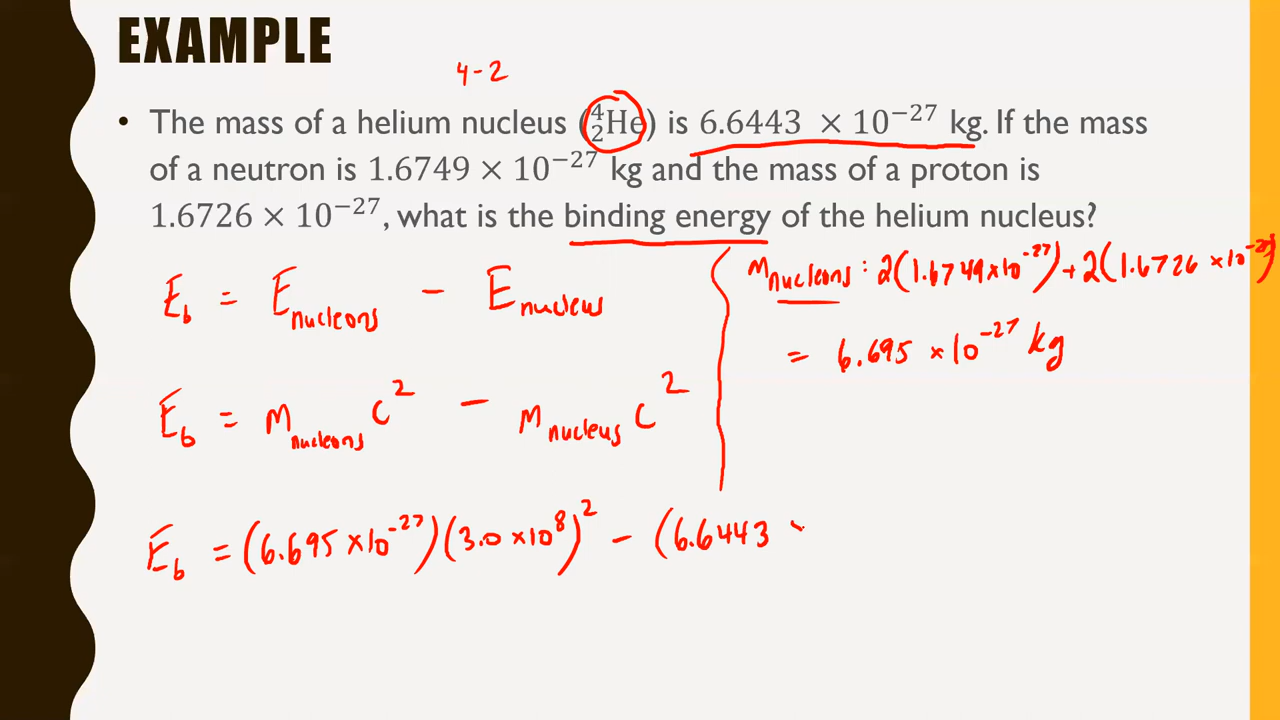 EXAMPLE
4-2
• The mass of a helium nucleus (⁴₂He) is 6.6443 × 10⁻²⁷ kg. If the mass
of a neutron is 1.6749 × 10⁻²⁷ kg and the mass of a proton is
1.6726 × 10⁻²⁷, what is the binding energy of the helium nucleus?
E_b = E_nucleons - E_nucleus
E_b = m_nucleons c² - m_nucleus c²
m_nucleons : 2(1.6749×10⁻²⁷) + 2(1.6726 ×10⁻²⁷)
= 6.695 ×10⁻²⁷ kg
E_b = (6.695 ×10⁻²⁷)(3.0 ×10⁸)² - (6.6443